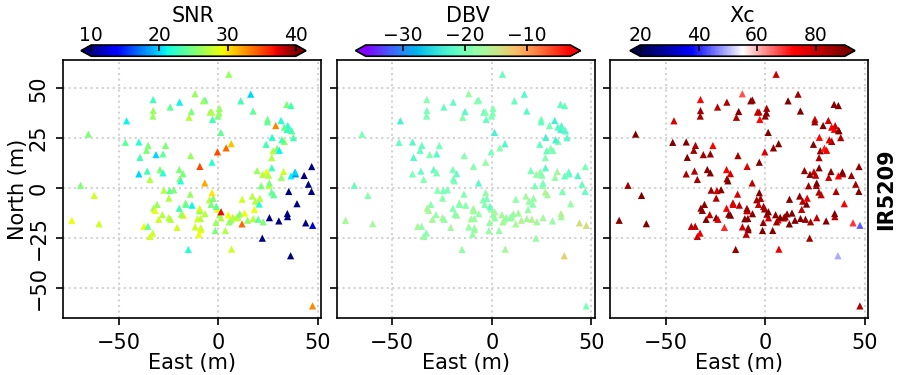 SNR DBV Xc
10 20 30 40 −30 −20 −10 20 40 60 80
50
25
0
−25
−50
North (m)
IR5209
−50 0 50 −50 0 50 −50 0 50
East (m) East (m) East (m)